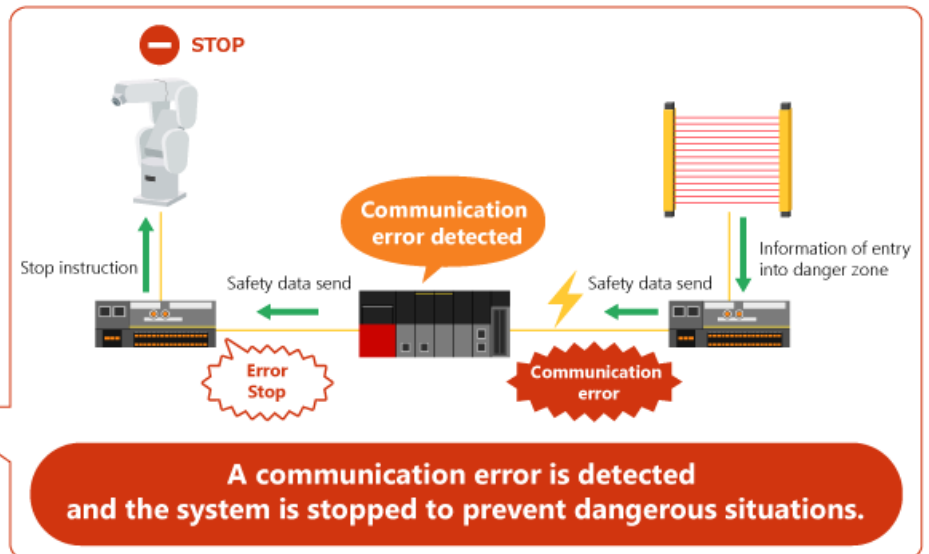 STOP
Communication
error detected
Stop instruction
Safety data send
Safety data send
Information of entry
into danger zone
Error
Stop
Communication
error
A communication error is detected
and the system is stopped to prevent dangerous situations.